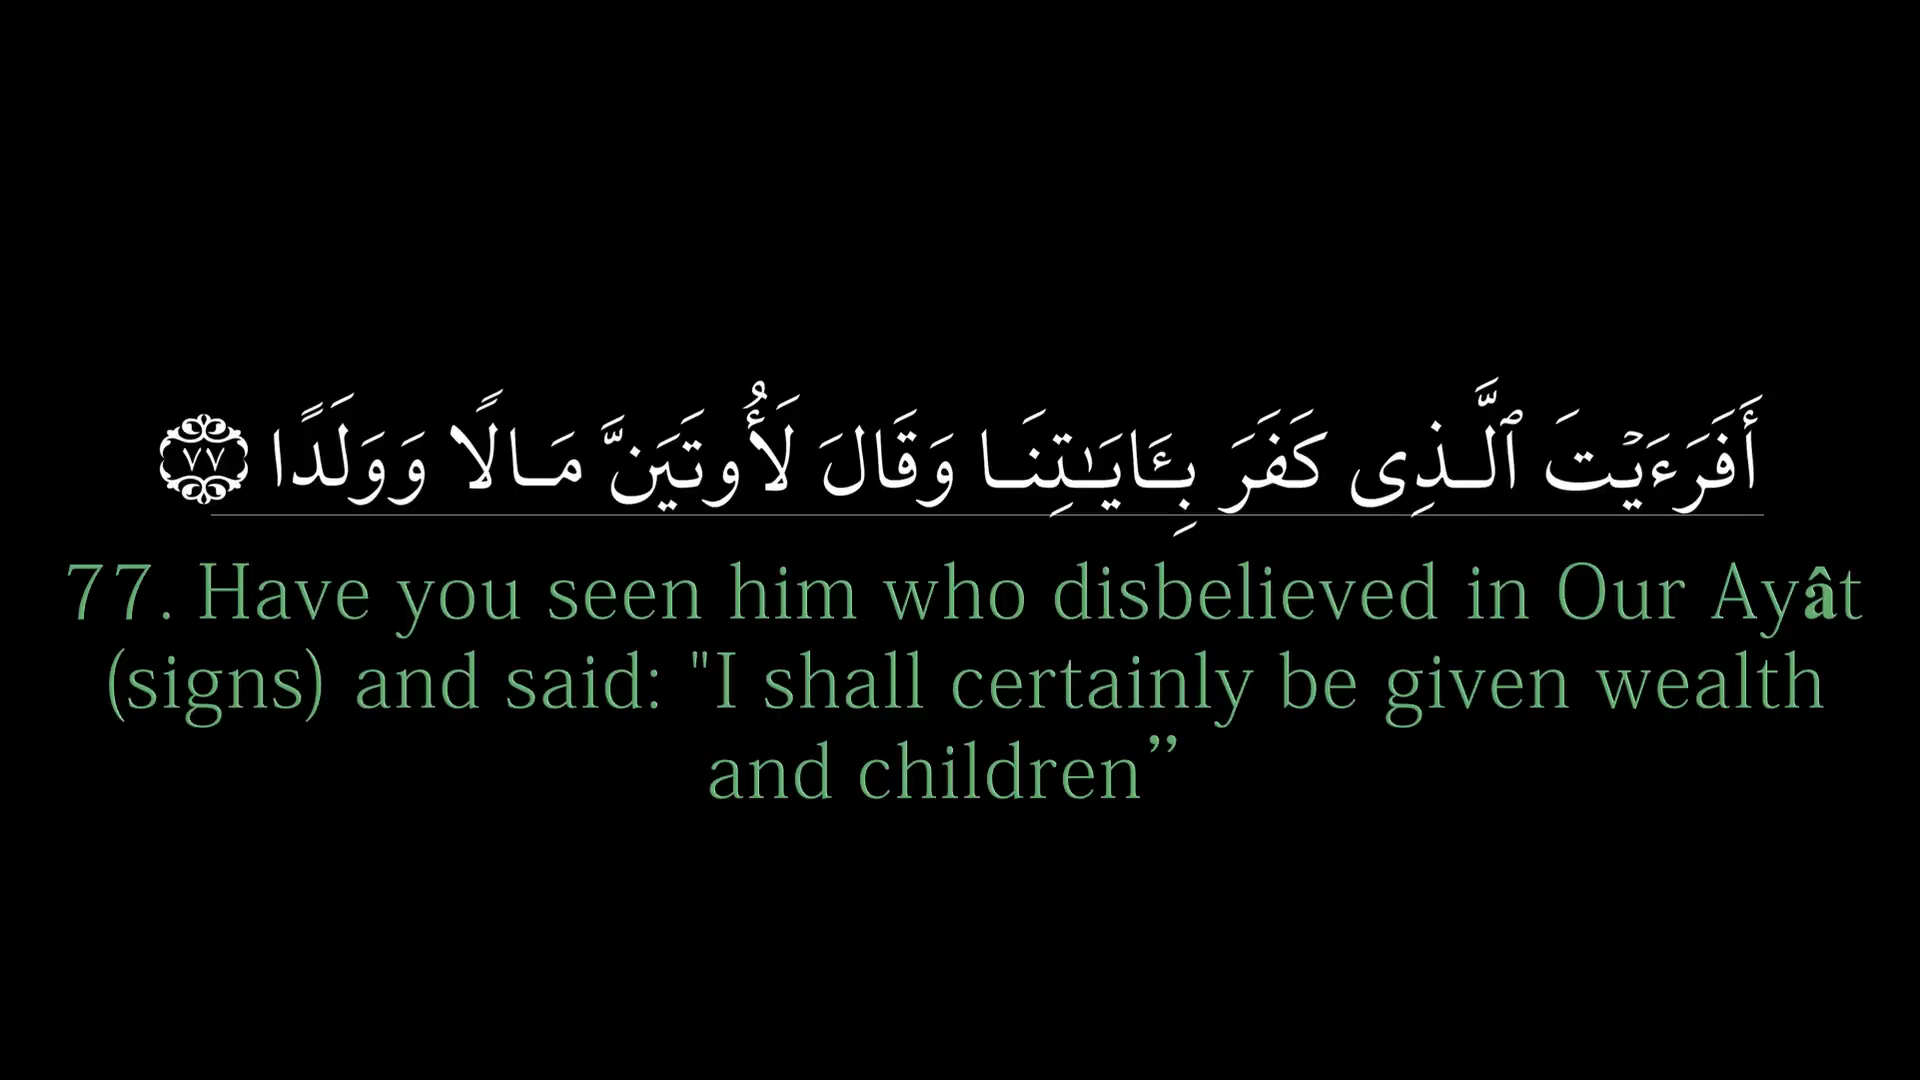 أَفَرَءَيْتَ ٱلَّذِى كَفَرَ بِـَٔايَـٰتِنَا وَقَالَ لَأُوتَيَنَّ مَالًا وَوَلَدًا ٧٧
77. Have you seen him who disbelieved in Our Ayât
(signs) and said: "I shall certainly be given wealth
and children”